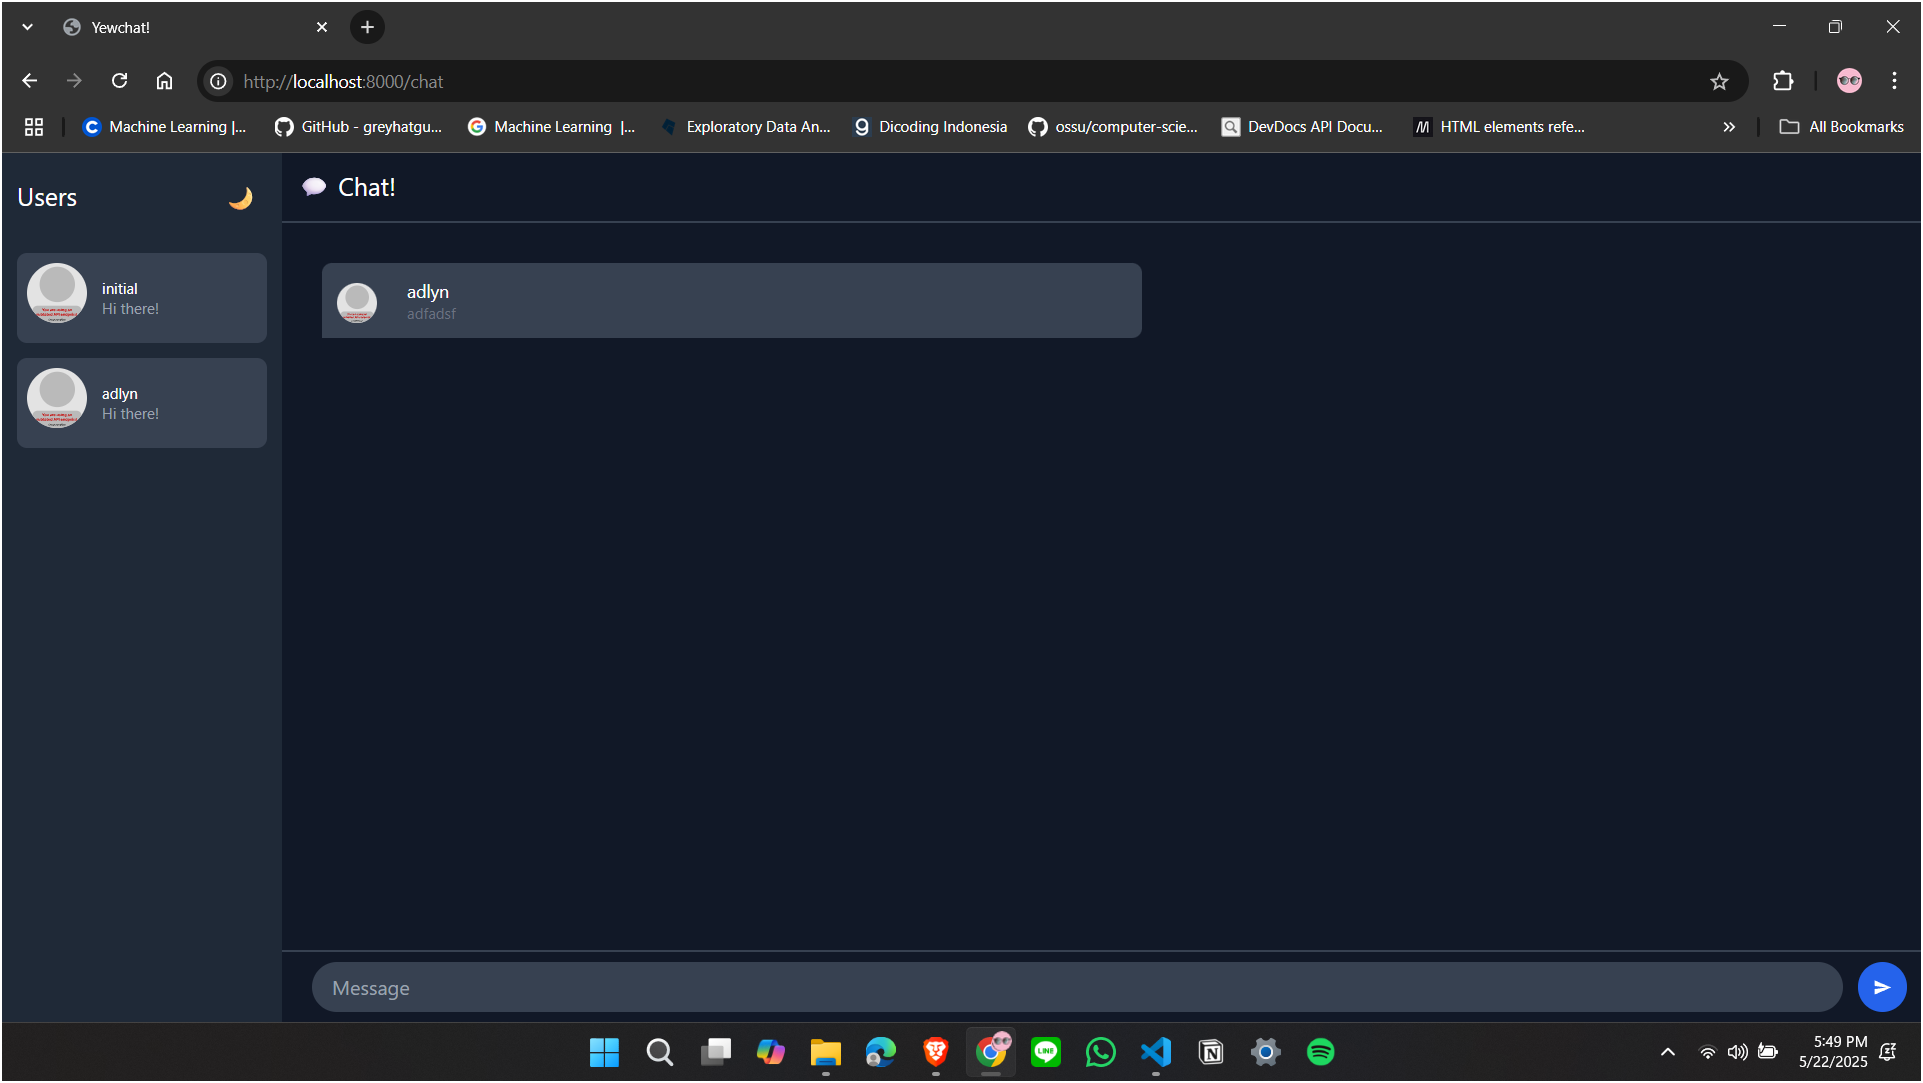 Yewchat!
http://localhost:8000/chat
Machine Learning |...
GitHub - greyhatgu...
Machine Learning |...
Exploratory Data An...
Dicoding Indonesia
ossu/computer-scie...
DevDocs API Docu...
HTML elements refe...
All Bookmarks
Users
Chat!
initial
Hi there!
adlyn
Hi there!
adlyn
adfadsf
Message
LINE
5:49 PM
5/22/2025